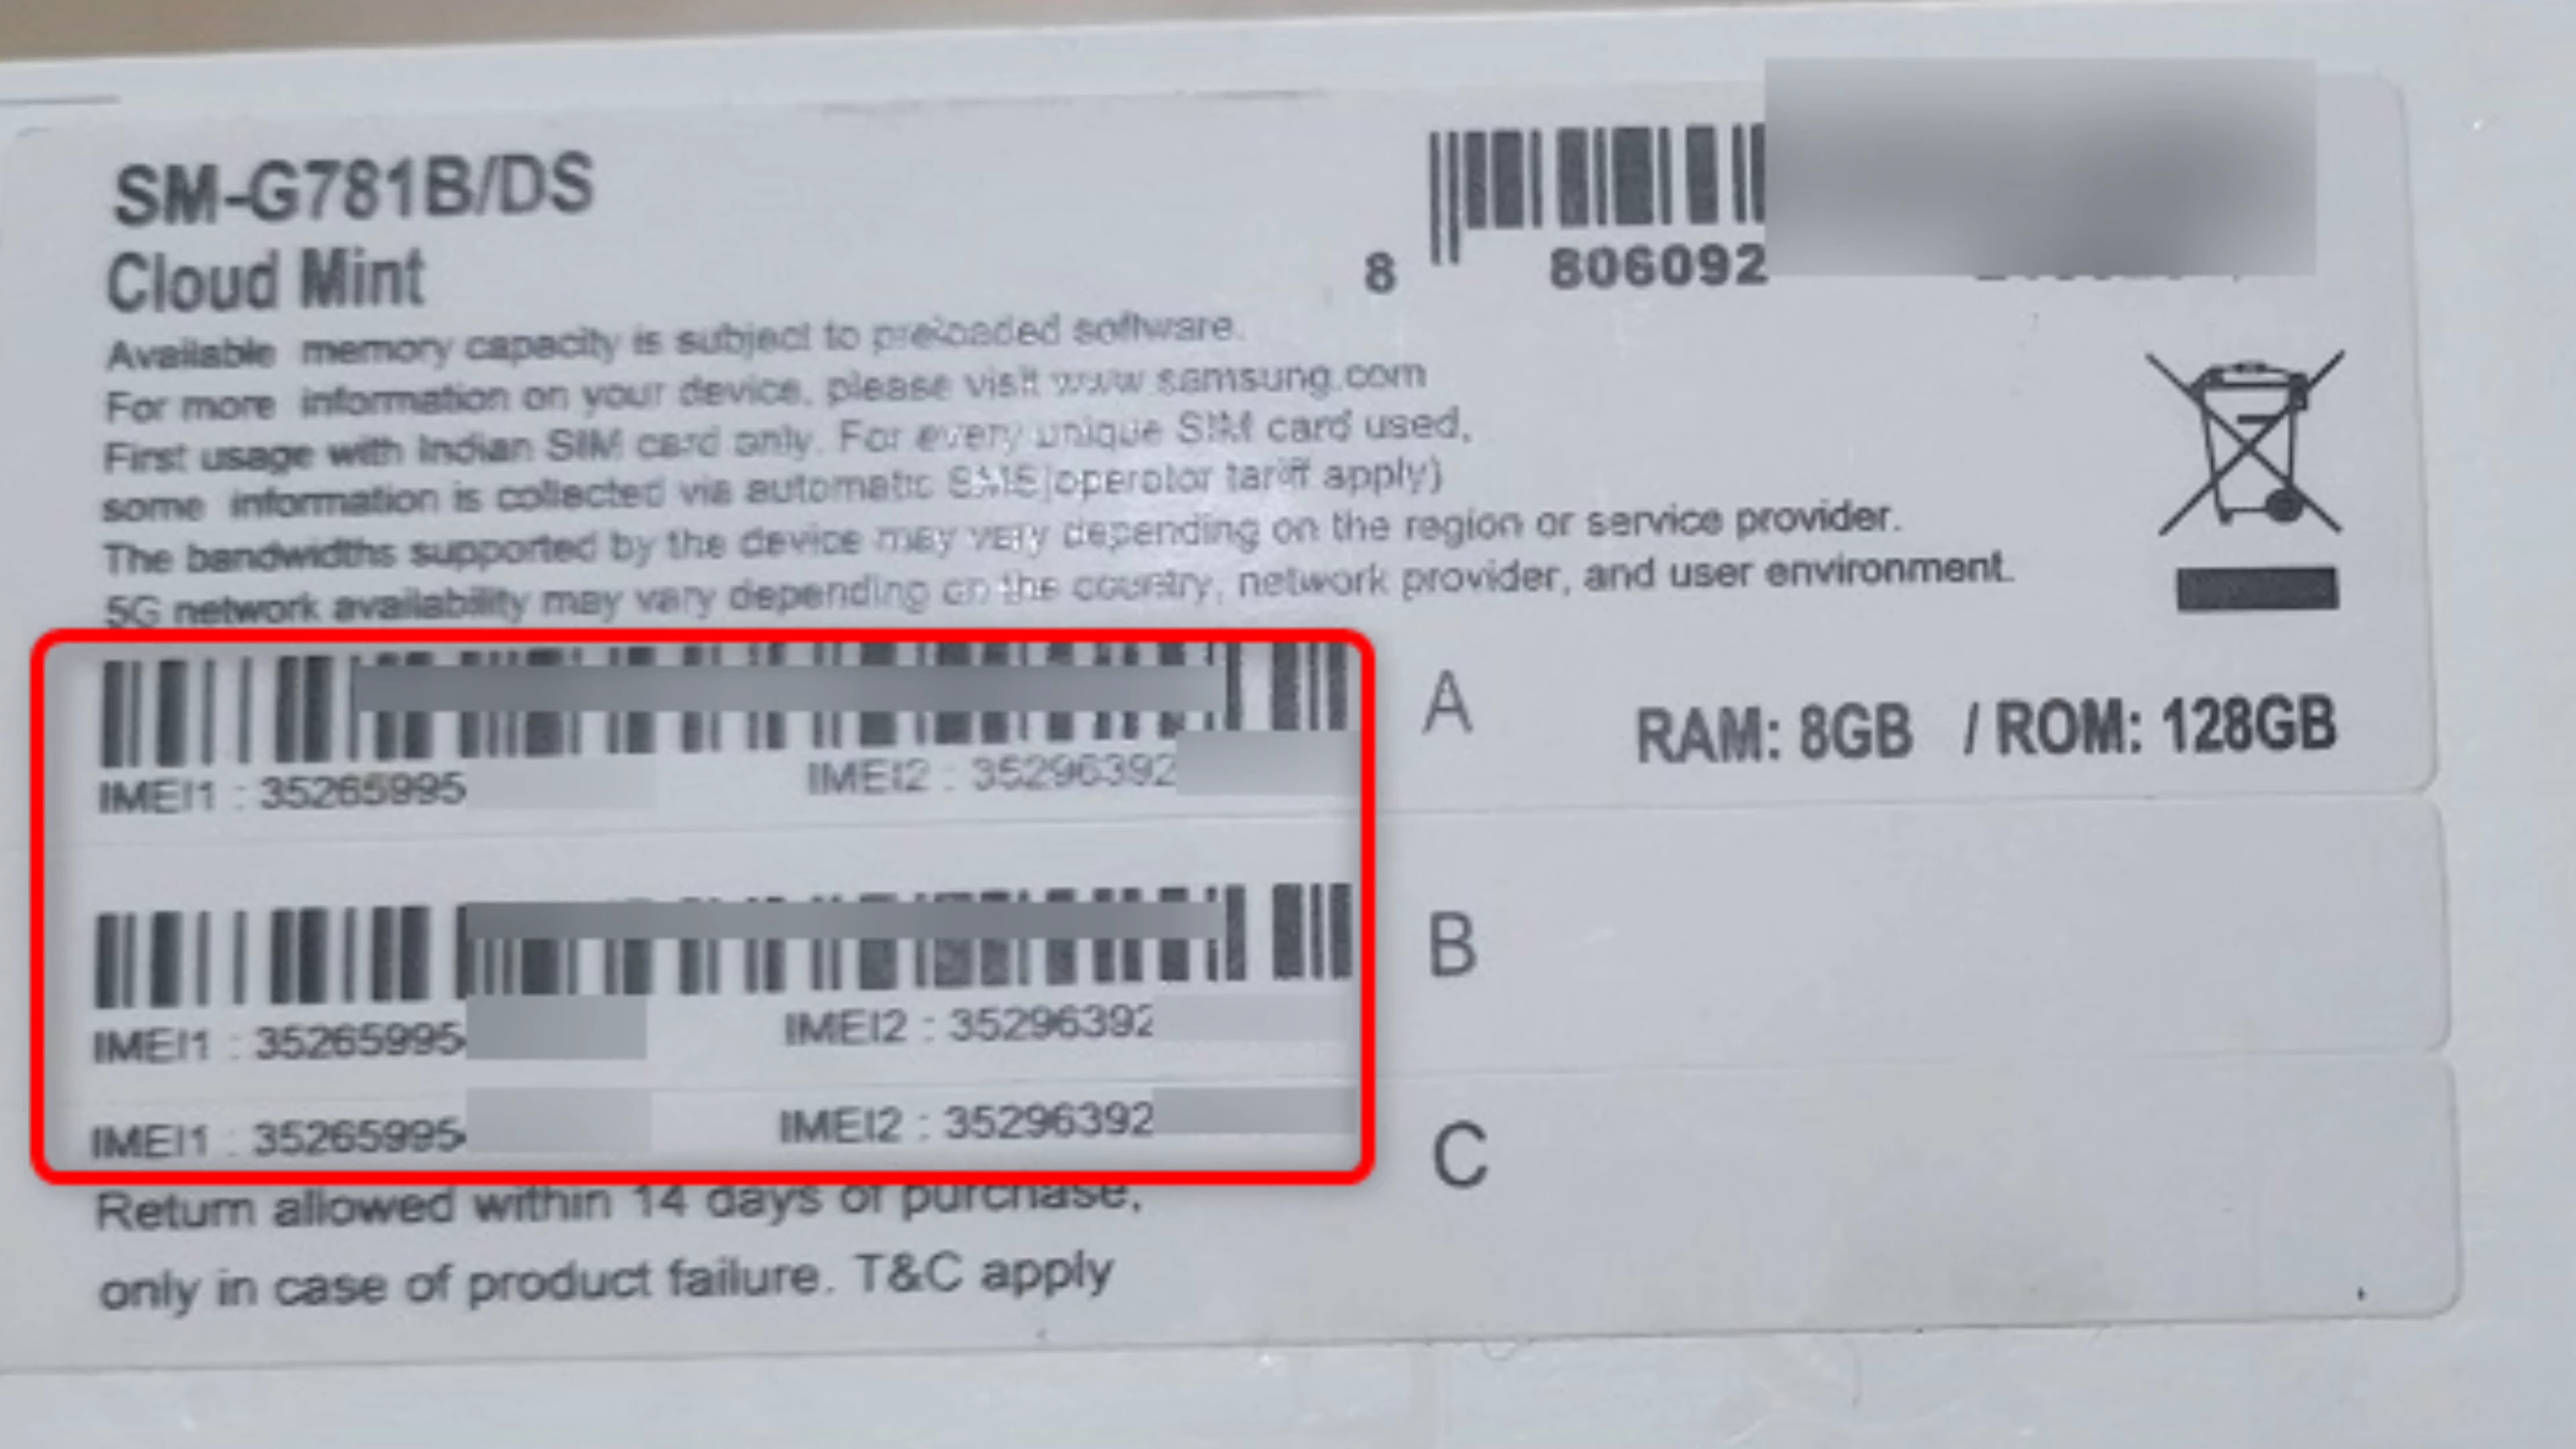 SM-G781B/DS
Cloud Mint
8 806092
Available memory capacity is subject to preloaded software.
For more information on your device, please visit www.samsung.com
First usage with Indian SIM card only. For every unique SIM card used,
some information is collected via automatic SMS(operator tariff apply)
The bandwidths supported by the device may vary depending on the region or service provider.
5G network availability may vary depending on the country, network provider, and user environment.
IMEI1 : 35265995 IMEI2 : 35296392
A
RAM: 8GB / ROM: 128GB
IMEI1 : 35265995 IMEI2 : 35296392
B
IMEI1 : 35265995 IMEI2 : 35296392
C
Return allowed within 14 days of purchase,
only in case of product failure. T&C apply